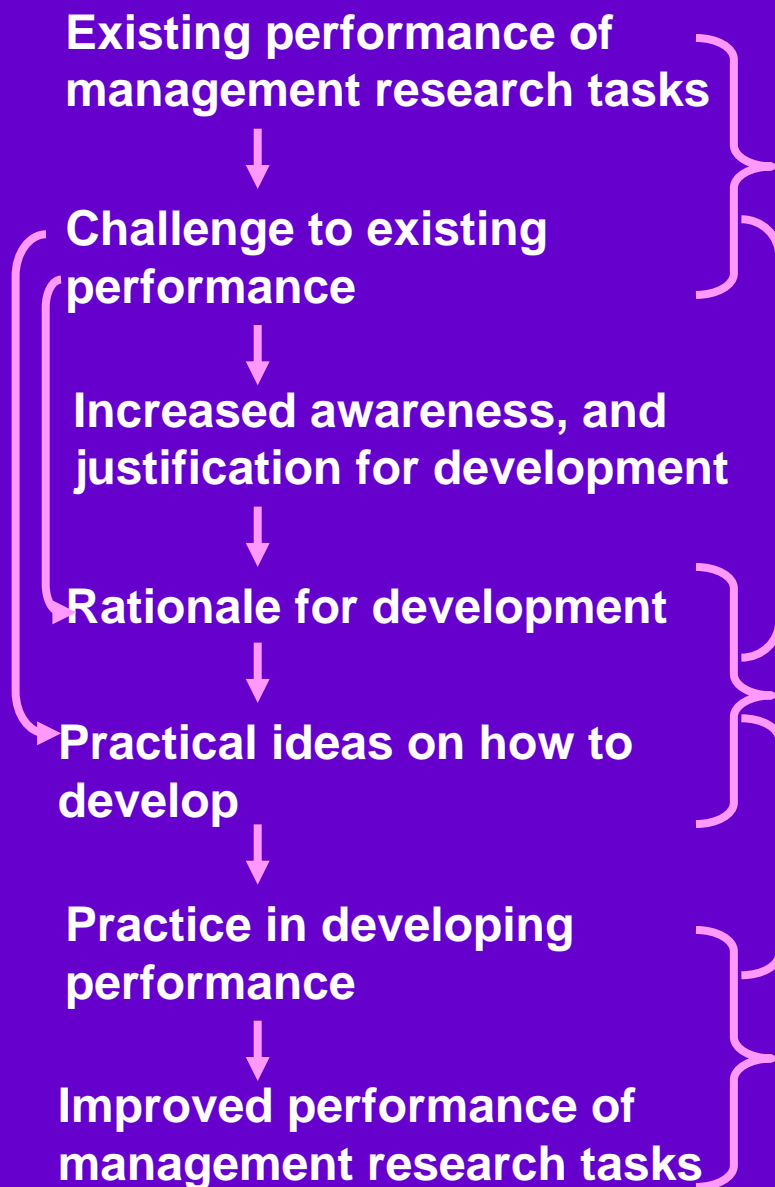 Existing performance of
management research tasks
Challenge to existing
performance
Increased awareness, and
justification for development
Rationale for development
Practical ideas on how to
develop
Practice in developing
performance
Improved performance of
management research tasks